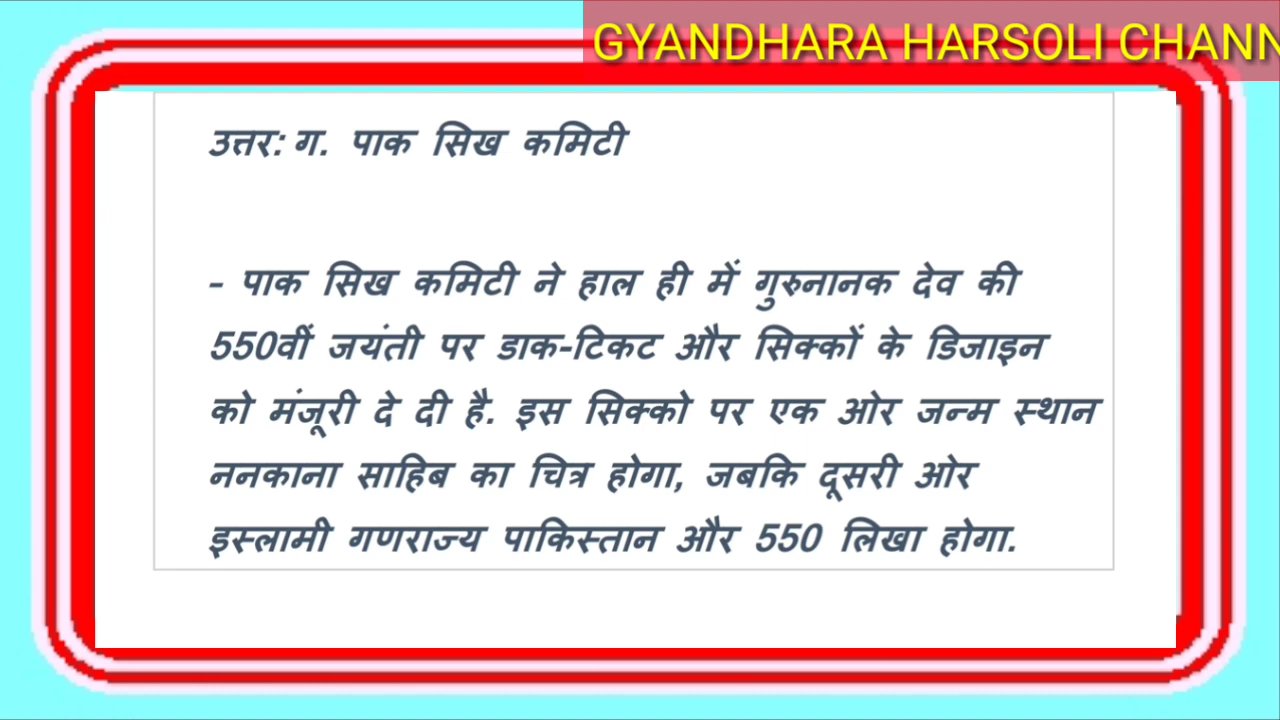 GYANDHARA HARSOLI CHANN
उत्तर: ग. पाक सिख कमिटी
- पाक सिख कमिटी ने हाल ही में गुरुनानक देव की
550वीं जयंती पर डाक-टिकट और सिक्कों के डिजाइन
को मंजूरी दे दी है. इस सिक्को पर एक ओर जन्म स्थान
ननकाना साहिब का चित्र होगा, जबकि दूसरी ओर
इस्लामी गणराज्य पाकिस्तान और 550 लिखा होगा.